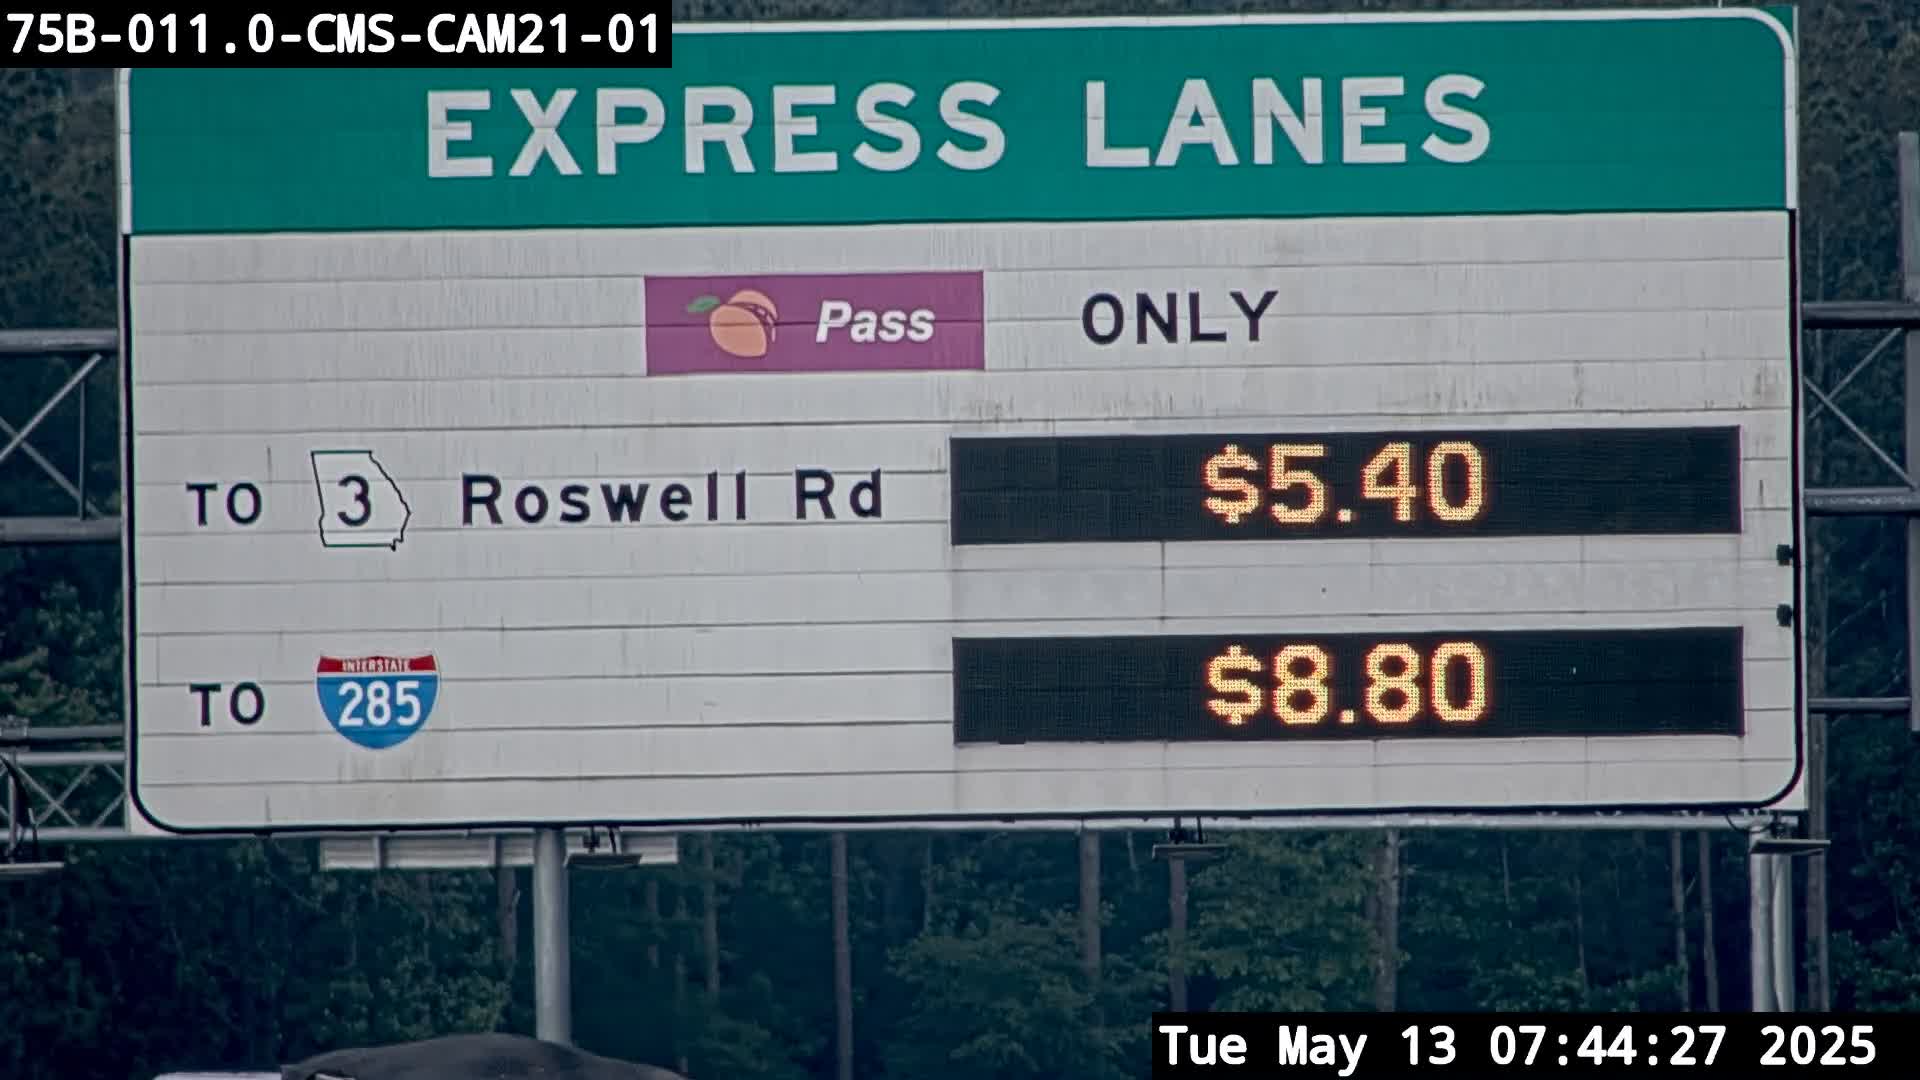 75B-011.0-CMS-CAM21-01
EXPRESS LANES
Pass ONLY
TO 3 Roswell Rd $5.40
INTERSTATE
TO 285 $8.80
Tue May 13 07:44:27 2025